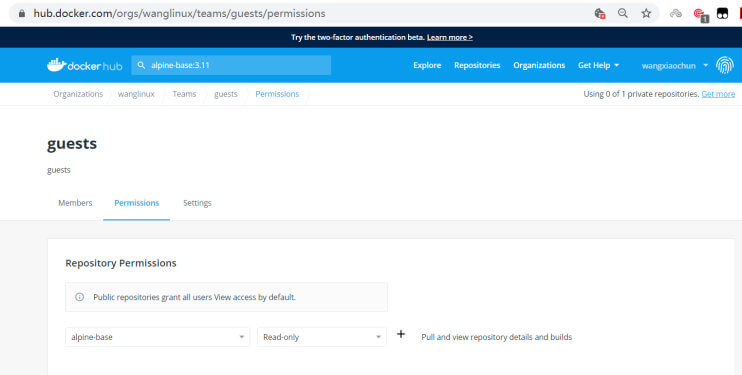 hub.docker.com/orgs/wanglinux/teams/guests/permissions
1
Try the two-factor authentication beta. Learn more >
dockerhub
alpine-base:3.11
Explore Repositories Organizations Get Help wangxiaochun
Organizations wanglinux Teams guests Permissions
Using 0 of 1 private repositories. Get more
guests
guests
Members Permissions Settings
Repository Permissions
Public repositories grant all users View access by default.
alpine-base Read-only + Pull and view repository details and builds